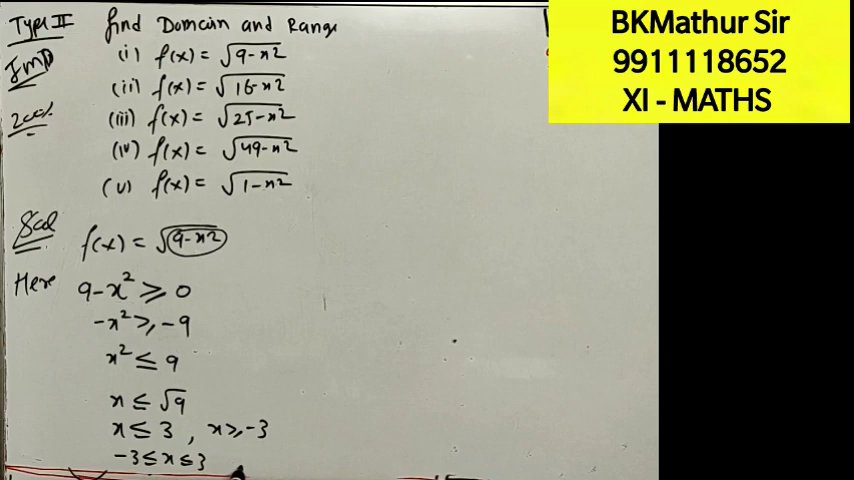 Type II find Domain and Range
Imp (i) f(x) = √9-x²
(ii) f(x) = √16-x²
200% (iii) f(x) = √25-x²
(iv) f(x) = √49-x²
(v) f(x) = √1-x²
Sol
f(x) = √9-x²
Here 9-x² ≥ 0
-x² ≥, -9
x² ≤ 9
x ≤ √9
x ≤ 3 , x ≥, -3
-3 ≤ x ≤ 3
BKMathur Sir
9911118652
XI - MATHS